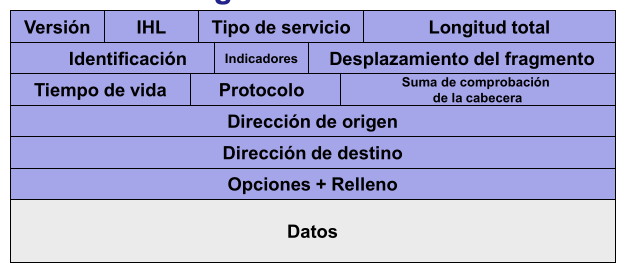 Versión IHL Tipo de servicio Longitud total
Identificación Indicadores Desplazamiento del fragmento
Tiempo de vida Protocolo Suma de comprobación
de la cabecera
Dirección de origen
Dirección de destino
Opciones + Relleno
Datos